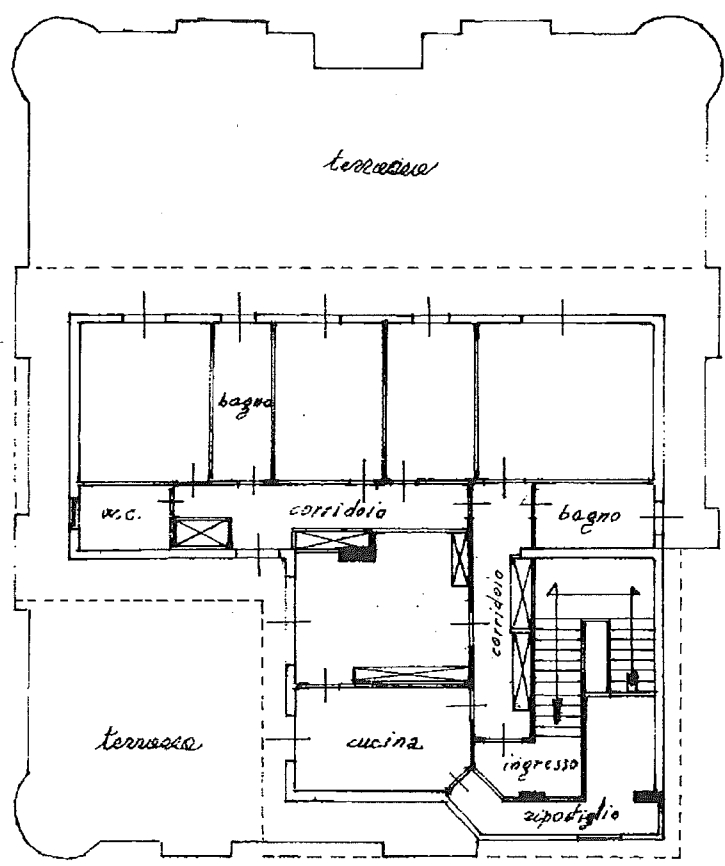 terrazza
bagno
w.c.
corridoio
bagno
corridoio
terrazza
cucina
ingresso
ripostiglio